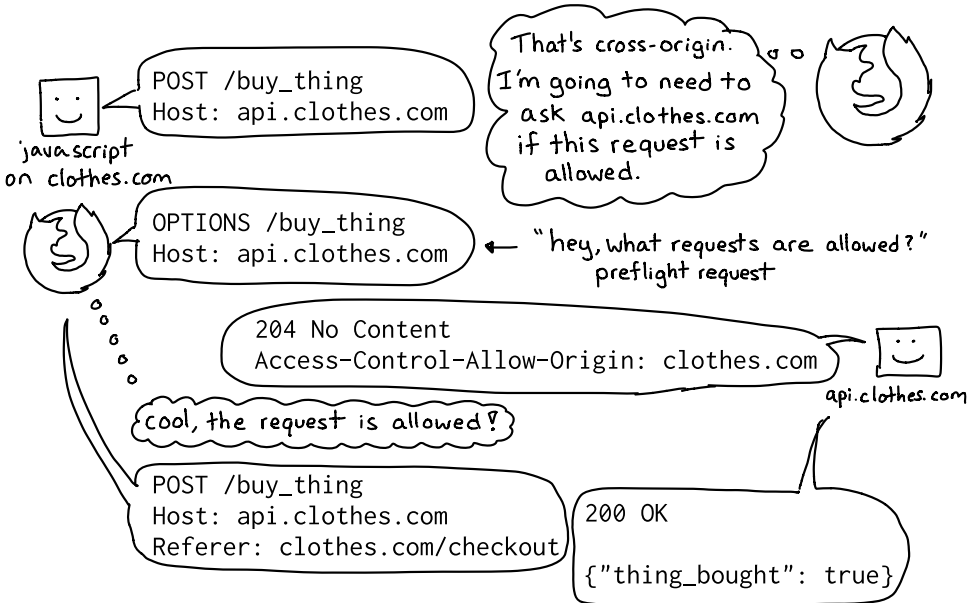 POST /buy_thing
Host: api.clothes.com
javascript
on clothes.com
That's cross-origin.
I'm going to need to
ask api.clothes.com
if this request is
allowed.
OPTIONS /buy_thing
Host: api.clothes.com
"hey, what requests are allowed?"
preflight request
204 No Content
Access-Control-Allow-Origin: clothes.com
api.clothes.com
cool, the request is allowed!
POST /buy_thing
Host: api.clothes.com
Referer: clothes.com/checkout
200 OK
{"thing_bought": true}